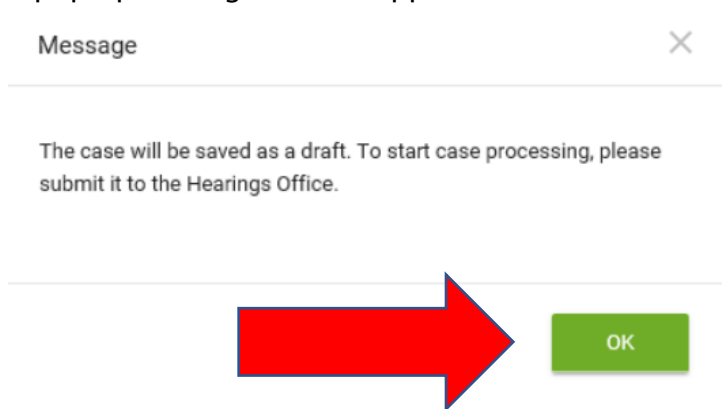 Message
The case will be saved as a draft. To start case processing, please
submit it to the Hearings Office.
OK